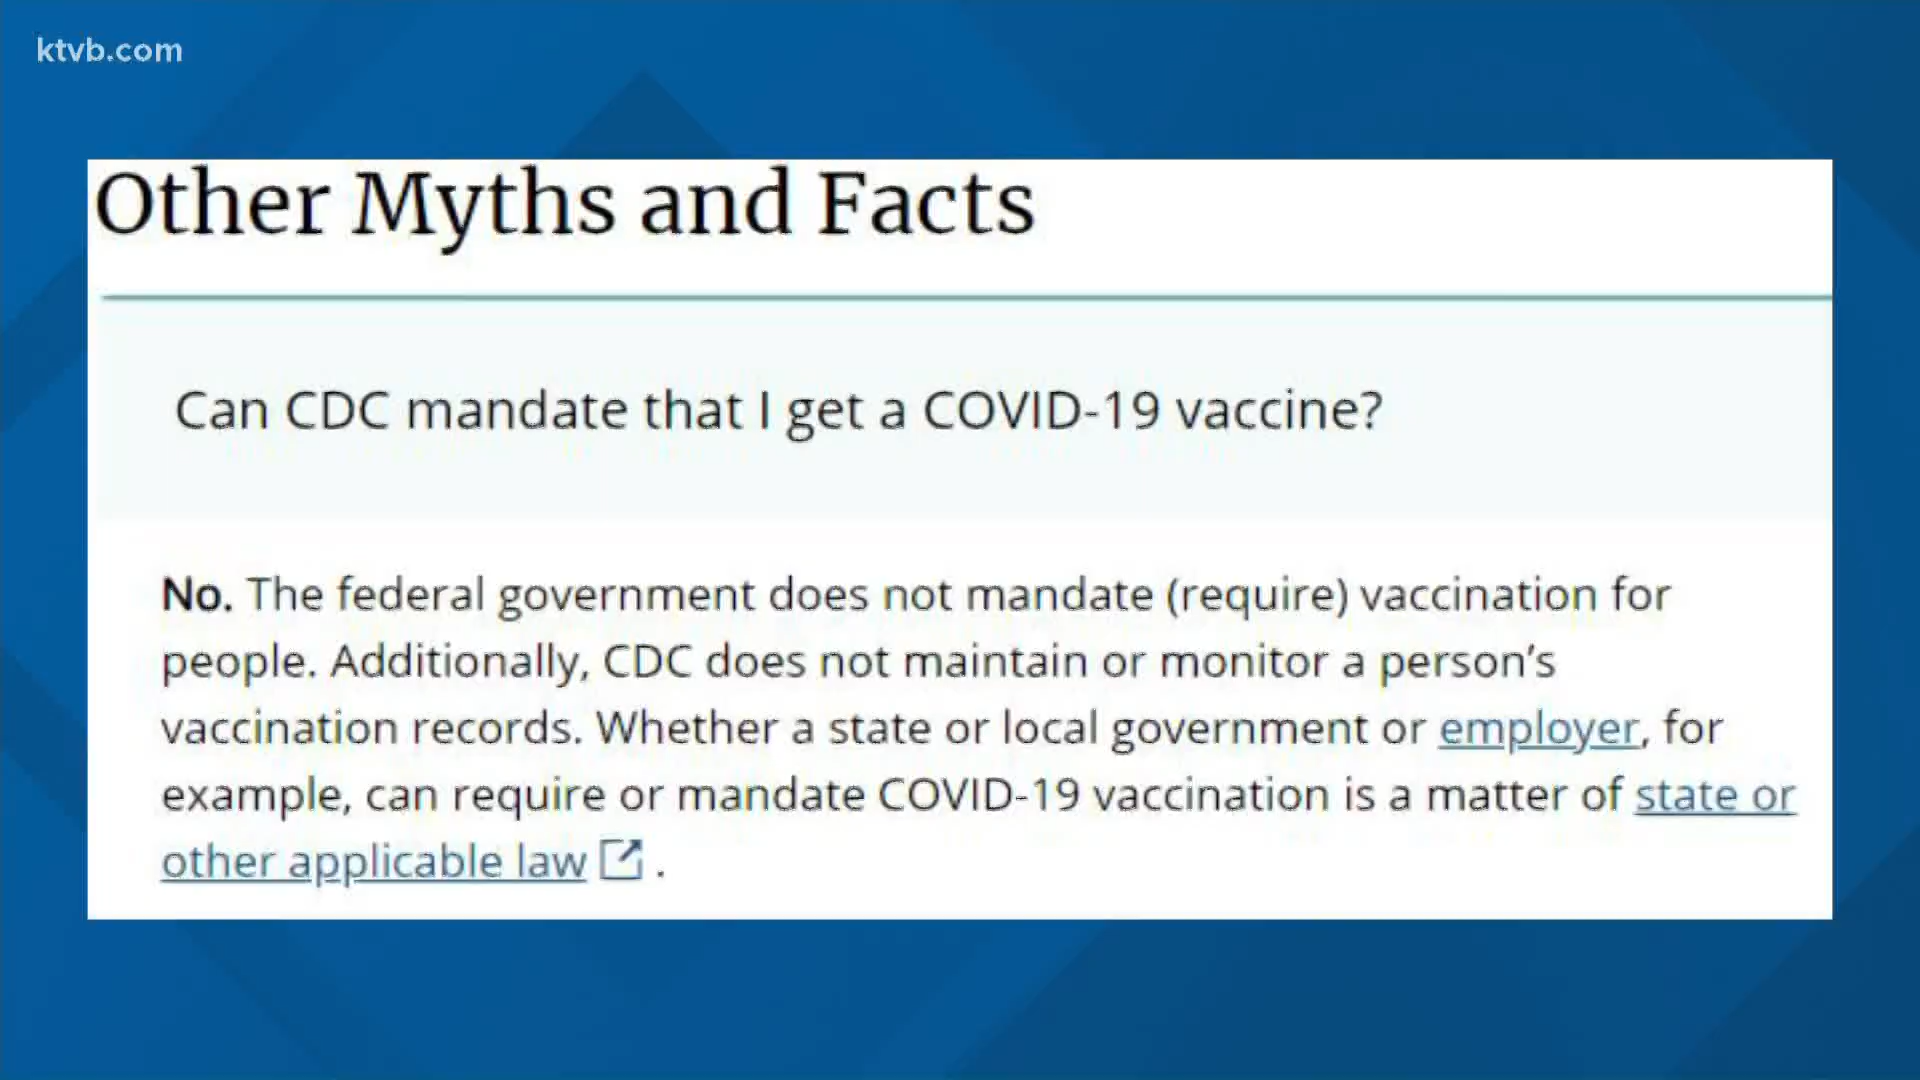 ktvb.com
Other Myths and Facts
Can CDC mandate that I get a COVID-19 vaccine?
No. The federal government does not mandate (require) vaccination for
people. Additionally, CDC does not maintain or monitor a person's
vaccination records. Whether a state or local government or employer, for
example, can require or mandate COVID-19 vaccination is a matter of state or
other applicable law .